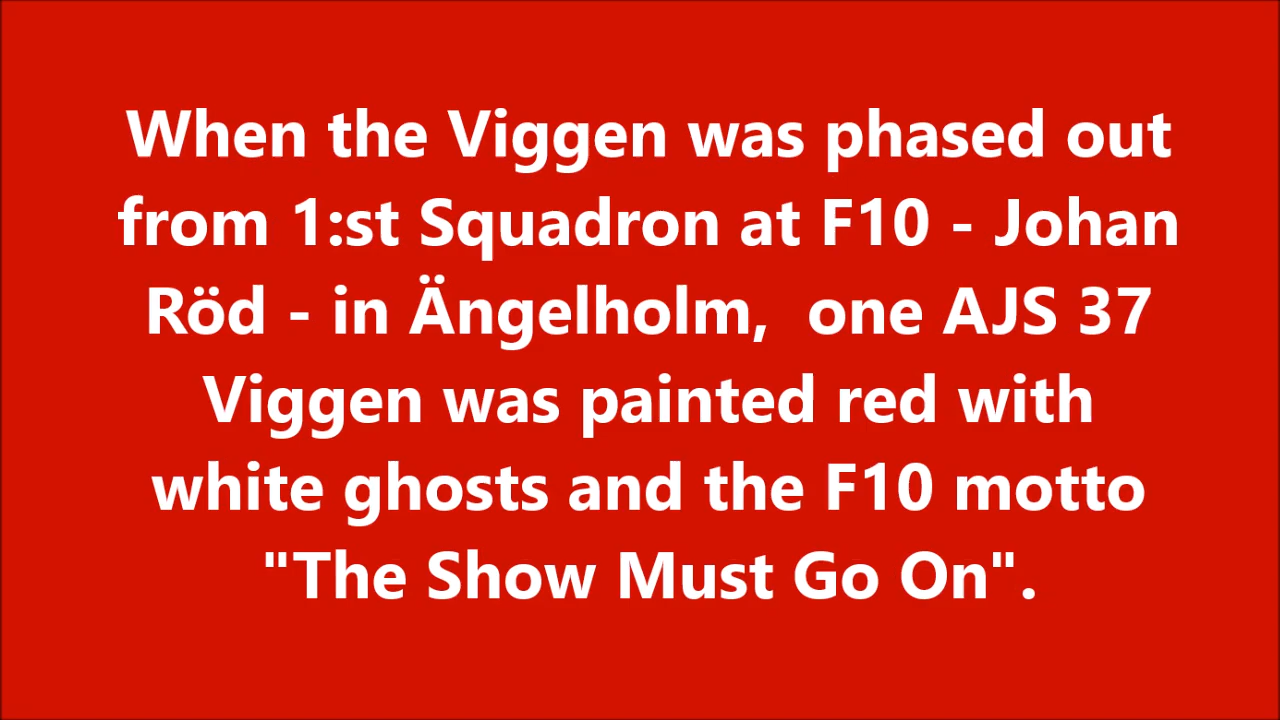 When the Viggen was phased out
from 1:st Squadron at F10 - Johan
Röd - in Ängelholm,  one AJS 37
Viggen was painted red with
white ghosts and the F10 motto
"The Show Must Go On".